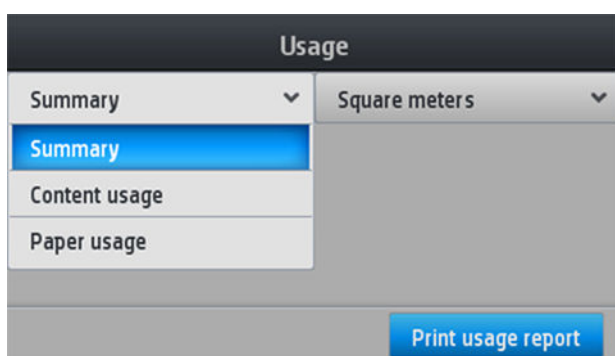 Usage
Summary
Square meters
Summary
Content usage
Paper usage
Print usage report